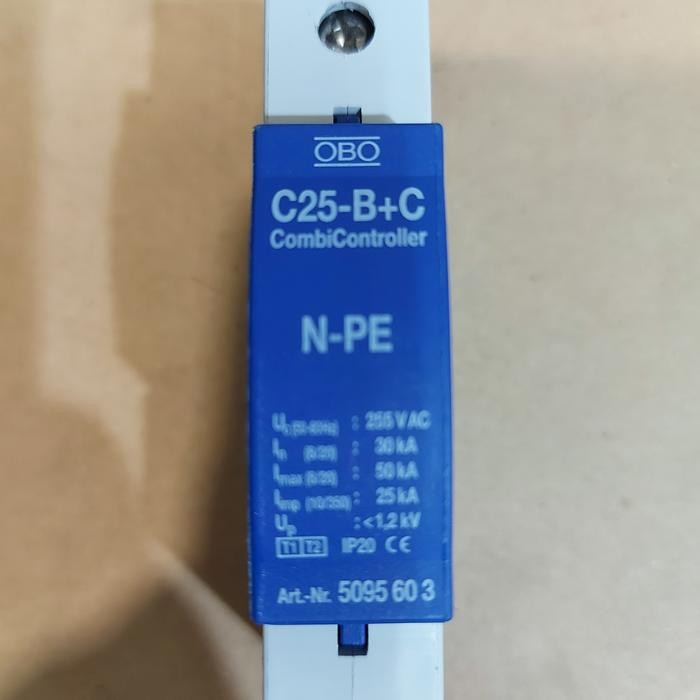 OBO
C25-B+C
CombiController
N-PE
Uc (50-60Hz) : 255 V AC
In (8/20) : 30 kA
Imax (8/20) : 50 kA
Iimp (10/350) : 25 kA
Up : <1,2 kV
T1 T2 IP20 CE
Art.-Nr. 5095 60 3